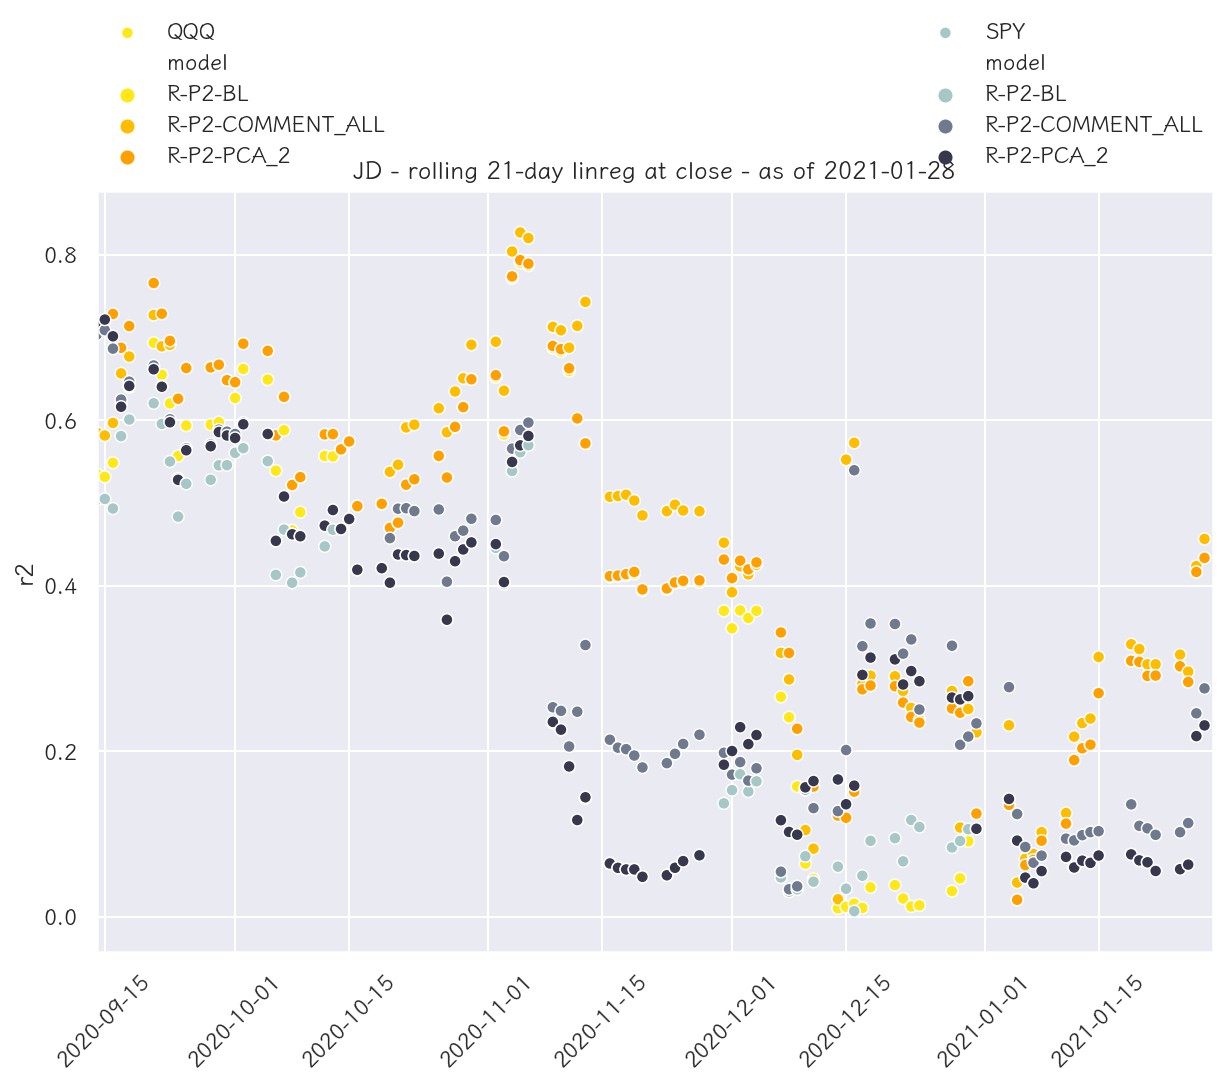 QQQ
model
R-P2-BL
R-P2-COMMENT_ALL
R-P2-PCA_2
SPY
model
R-P2-BL
R-P2-COMMENT_ALL
R-P2-PCA_2
JD - rolling 21-day linreg at close - as of 2021-01-28
0.8
0.6
0.4
0.2
0.0
r2
2020-09-15
2020-10-01
2020-10-15
2020-11-01
2020-11-15
2020-12-01
2020-12-15
2021-01-01
2021-01-15